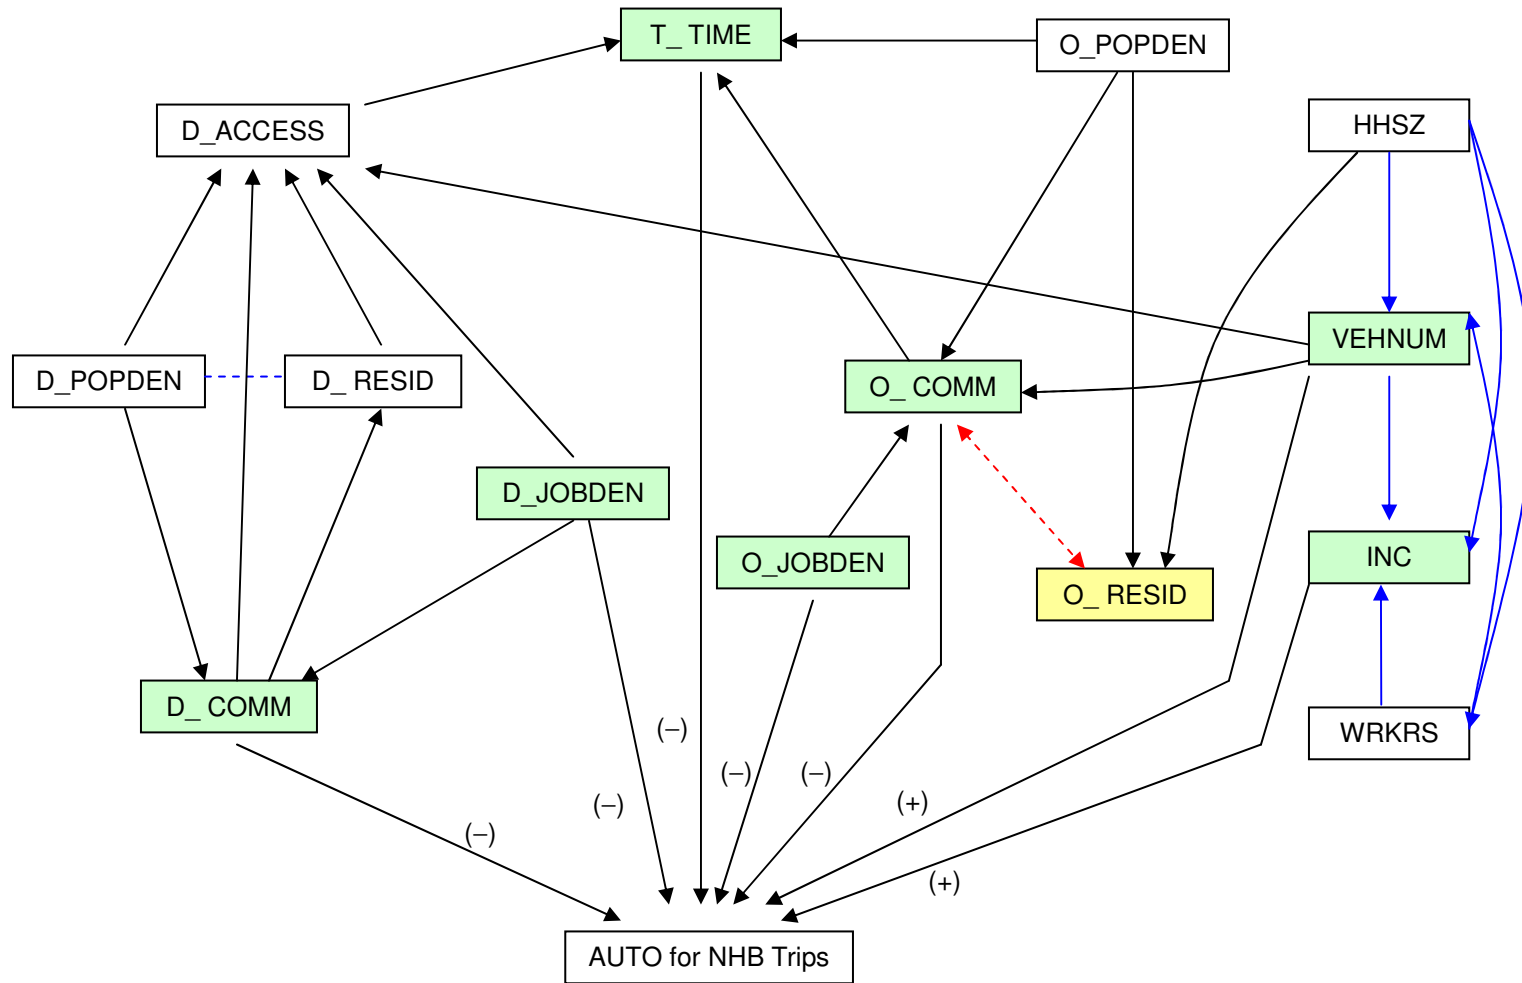 T_ TIME
O_POPDEN
D_ACCESS
HHSZ
VEHNUM
D_POPDEN
D_ RESID
O_ COMM
D_JOBDEN
O_JOBDEN
INC
O_ RESID
D_ COMM
WRKRS
(–)
(–)
(–)
(–)
(+)
(–)
(+)
AUTO for NHB Trips